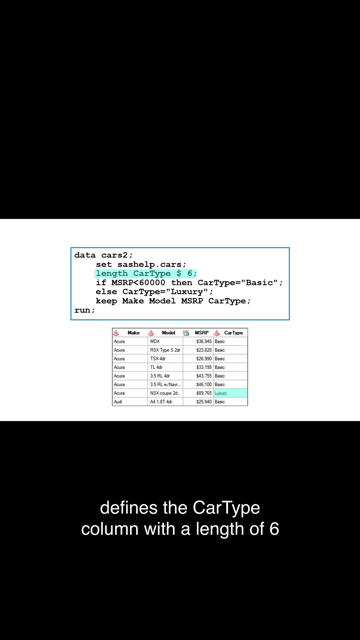 data cars2;
set sashelp.cars;
length CarType $ 6;
if MSRP<60000 then CarType="Basic";
else CarType="Luxury";
keep Make Model MSRP CarType;
run;
Make Model MSRP CarType
Acura MDX $36,945 Basic
Acura RSX Type S 2dr $23,820 Basic
Acura TSX 4dr $26,990 Basic
Acura TL 4dr $33,195 Basic
Acura 3.5 RL 4dr $43,755 Basic
Acura 3.5 RL w/Navi... $46,100 Basic
Acura NSX coupe 2d... $89,765 Luxury
Audi A4 1.8T 4dr $25,940 Basic
defines the CarType
column with a length of 6